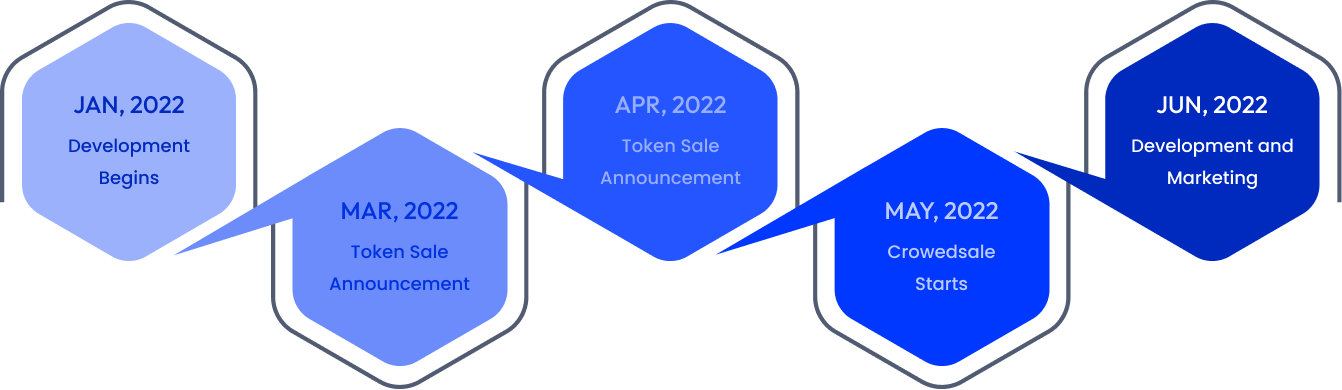 JAN, 2022
Development
Begins
MAR, 2022
Token Sale
Announcement
APR, 2022
Token Sale
Announcement
MAY, 2022
Crowedsale
Starts
JUN, 2022
Development and
Marketing